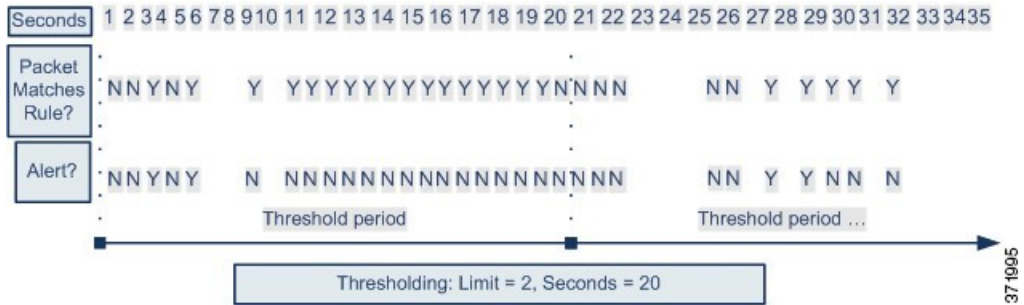 Seconds 1 2 3 4 5 6 7 8 9 10 11 12 13 14 15 16 17 18 19 20 21 22 23 24 25 26 27 28 29 30 31 32 33 34 35
Packet
Matches
Rule?
N N Y N Y Y Y Y Y Y Y Y Y Y Y Y Y Y Y Y Y Y N N N N N N Y Y Y Y Y
Alert?
N N Y N Y N N N N N N N N N N N N N N N N N N N N N N N Y Y N N N
Threshold period
Threshold period ...
Thresholding: Limit = 2, Seconds = 20
371995